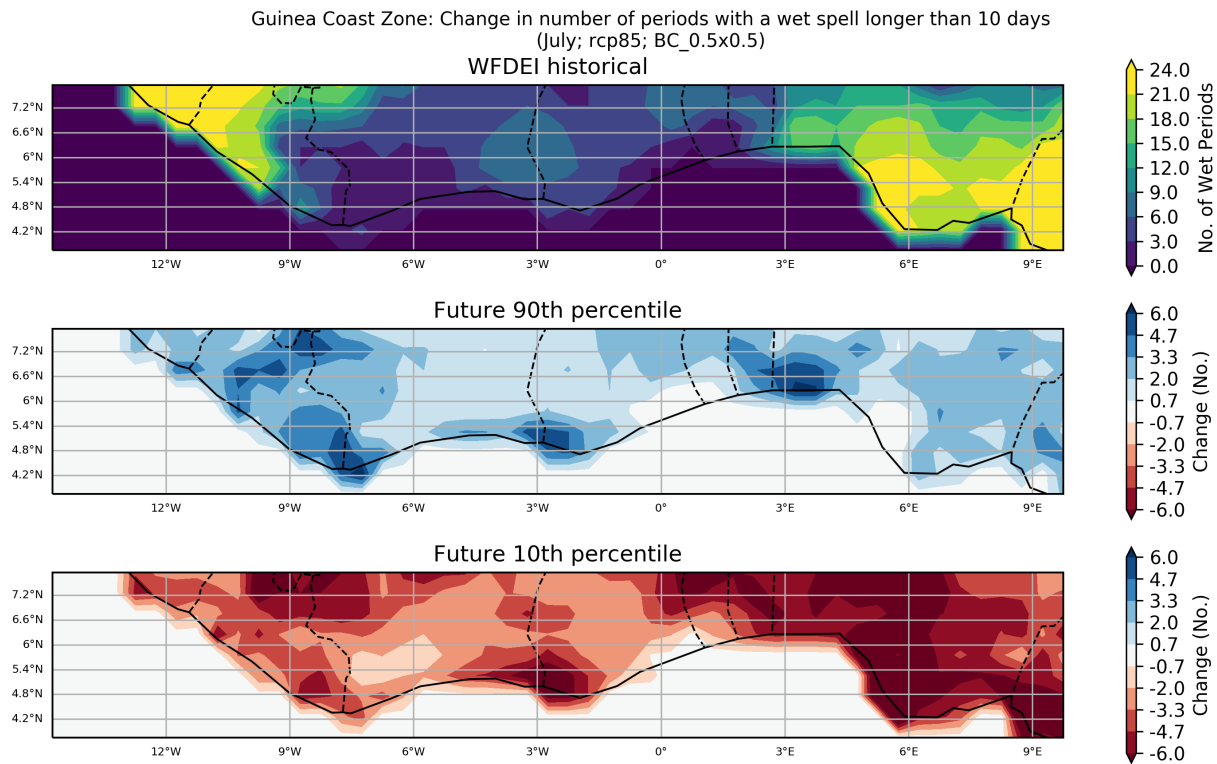 Guinea Coast Zone: Change in number of periods with a wet spell longer than 10 days
(July; rcp85; BC_0.5x0.5)
WFDEI historical
7.2°N
6.6°N
6°N
5.4°N
4.8°N
4.2°N
12°W 9°W 6°W 3°W 0° 3°E 6°E 9°E
24.0
21.0
18.0
15.0
12.0
9.0
6.0
3.0
0.0
No. of Wet Periods
Future 90th percentile
7.2°N
6.6°N
6°N
5.4°N
4.8°N
4.2°N
12°W 9°W 6°W 3°W 0° 3°E 6°E 9°E
6.0
4.7
3.3
2.0
0.7
-0.7
-2.0
-3.3
-4.7
-6.0
Change (No.)
Future 10th percentile
7.2°N
6.6°N
6°N
5.4°N
4.8°N
4.2°N
12°W 9°W 6°W 3°W 0° 3°E 6°E 9°E
6.0
4.7
3.3
2.0
0.7
-0.7
-2.0
-3.3
-4.7
-6.0
Change (No.)